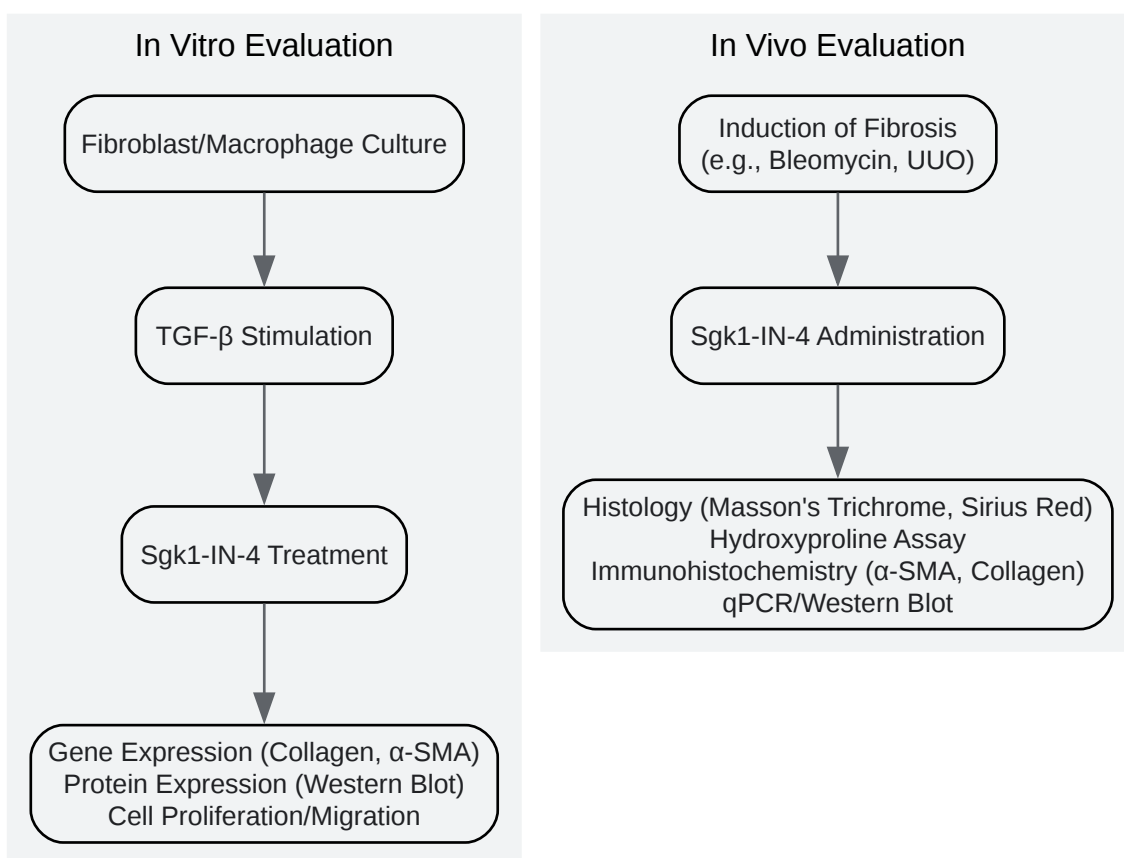 In Vitro Evaluation
Fibroblast/Macrophage Culture
TGF-β Stimulation
Sgk1-IN-4 Treatment
Gene Expression (Collagen, α-SMA)
Protein Expression (Western Blot)
Cell Proliferation/Migration
In Vivo Evaluation
Induction of Fibrosis
(e.g., Bleomycin, UUO)
Sgk1-IN-4 Administration
Histology (Masson's Trichrome, Sirius Red)
Hydroxyproline Assay
Immunohistochemistry (α-SMA, Collagen)
qPCR/Western Blot